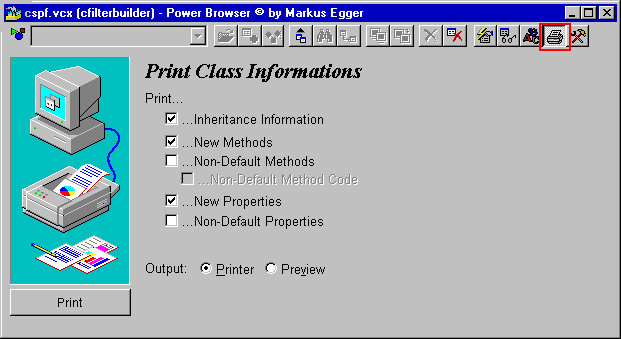 cspf.vcx (cfilterbuilder) - Power Browser © by Markus Egger
Print Class Informations
Print...
...Inheritance Information
...New Methods
...Non-Default Methods
...Non-Default Method Code
...New Properties
...Non-Default Properties
Output: Printer Preview
Print